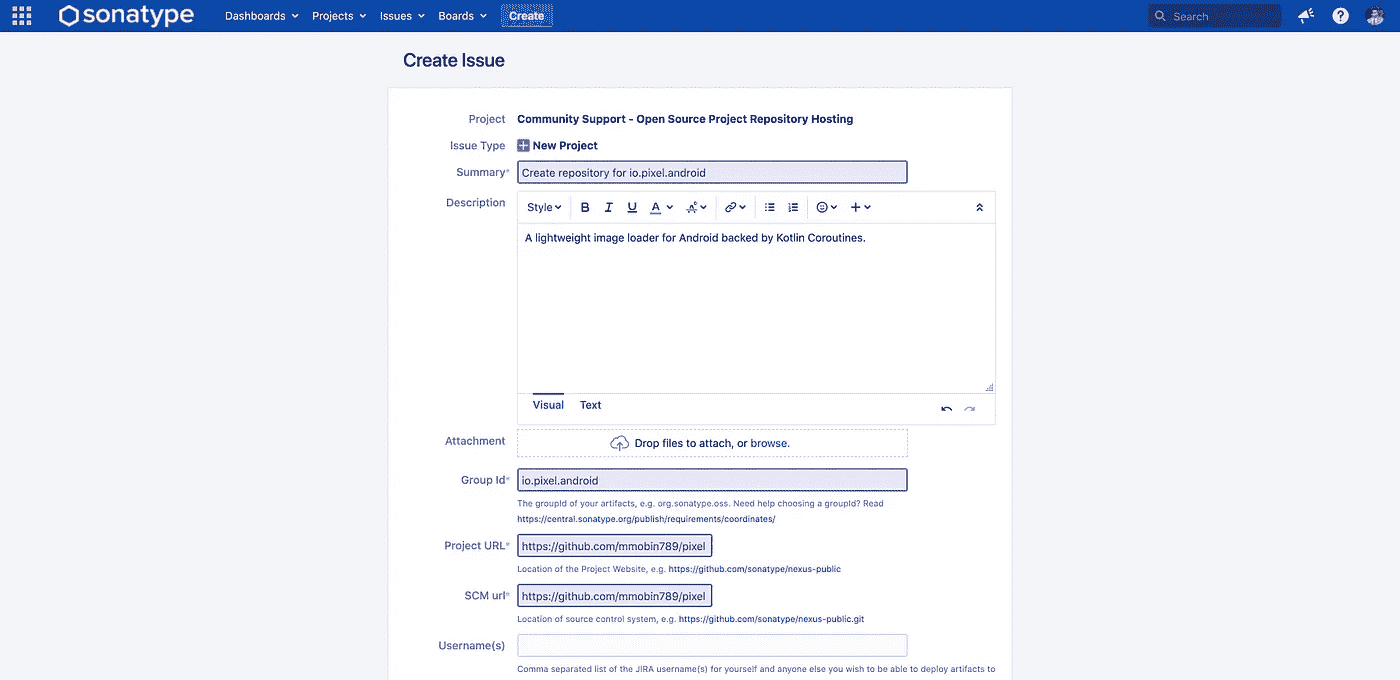 sonatype Dashboards Projects Issues Boards Create Search
Create Issue
Project Community Support - Open Source Project Repository Hosting
Issue Type New Project
Summary* Create repository for io.pixel.android
Description Style B I U A
A lightweight image loader for Android backed by Kotlin Coroutines.
Visual Text
Attachment Drop files to attach, or browse.
Group Id* io.pixel.android
The groupId of your artifacts, e.g. org.sonatype.oss. Need help choosing a groupId? Read
https://central.sonatype.org/publish/requirements/coordinates/
Project URL* https://github.com/mmobin789/pixel
Location of the Project Website, e.g. https://github.com/sonatype/nexus-public
SCM url* https://github.com/mmobin789/pixel
Location of source control system, e.g. https://github.com/sonatype/nexus-public.git
Username(s)
Comma separated list of the JIRA username(s) for yourself and anyone else you wish to be able to deploy artifacts to